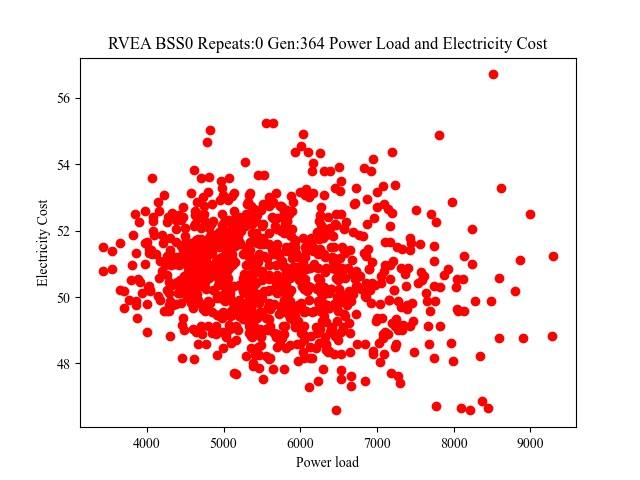 RVEA BSS0 Repeats:0 Gen:364 Power Load and Electricity Cost
56
54
52
50
48
Electricity Cost
4000 5000 6000 7000 8000 9000
Power load